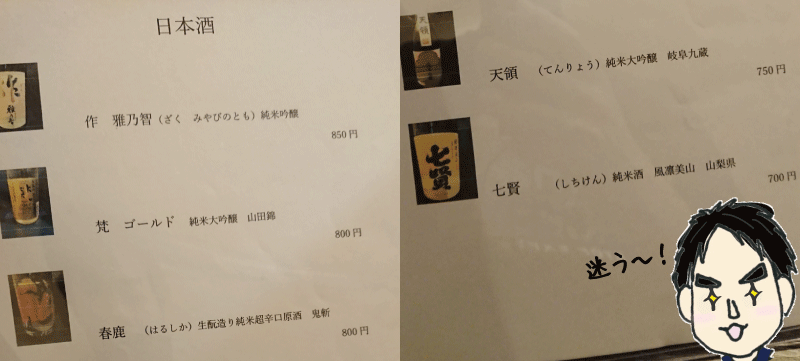 日本酒
作 雅乃智(ざく みやびのとも)純米吟醸
850円
梵 ゴールド 純米大吟醸 山田錦
800円
春鹿 (はるしか)生酛造り純米超辛口原酒 鬼斬
800円
天領 (てんりょう)純米大吟醸 岐阜九蔵
750円
七賢
七賢 (しちけん)純米酒 風凛美山 山梨県
700円
迷う〜!